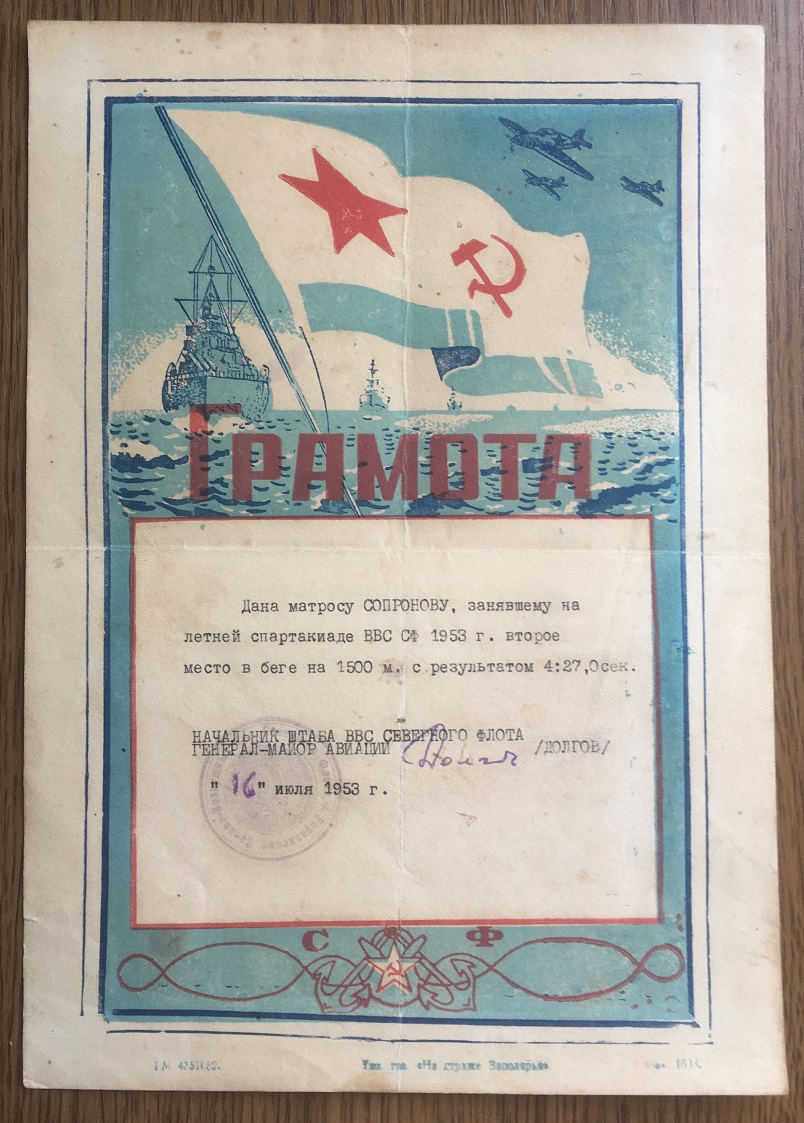 ГРАМОТА
Дана матросу СОПРОНОВУ, занявшему на
летней спартакиаде ВВС СФ 1953 г. второе
место в беге на 1500 м. с результатом 4:27,0сек.
НАЧАЛЬНИК ШТАБА ВВС СЕВЕРНОГО ФЛОТА
ГЕНЕРАЛ-МАЙОР АВИАЦИИ /ДОЛГОВ/
"16" июля 1953 г.
С Ф
Тип. газ. «На страже Заполярья»